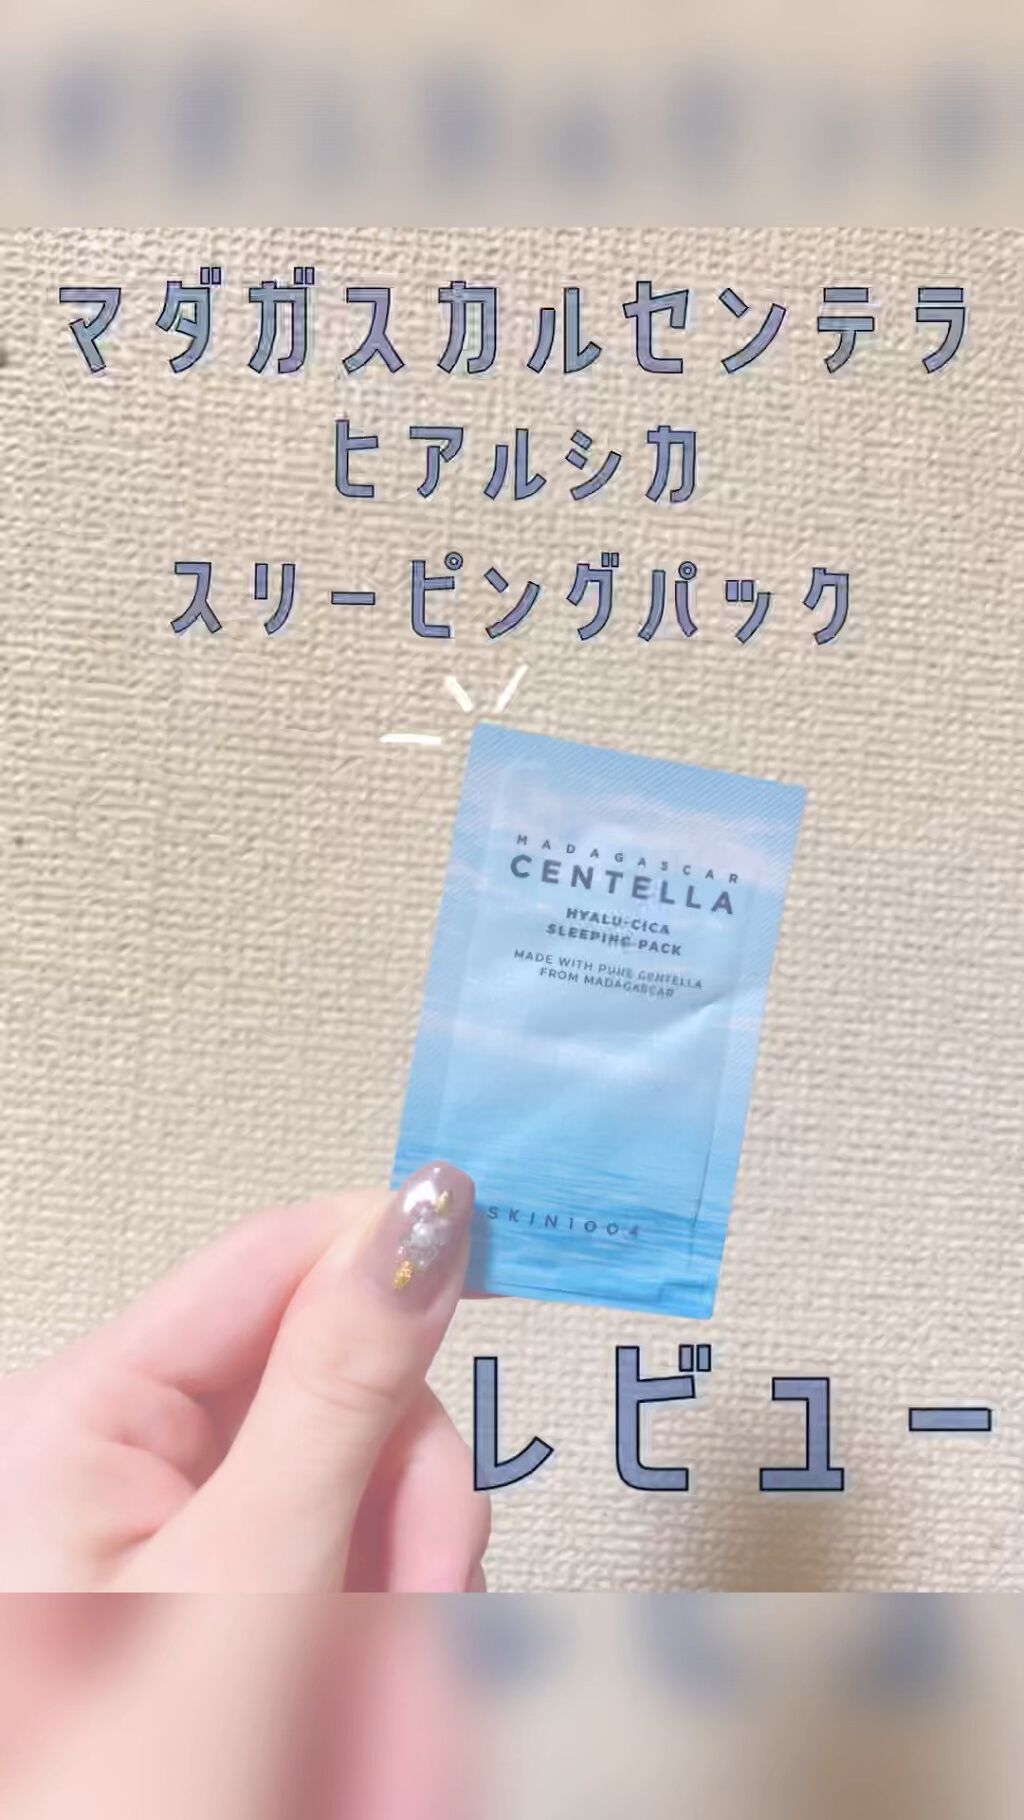 マダガスカルセンテラ
ヒアルシカ
スリーピングパック
MADAGASCAR
CENTELLA
HYALU-CICA
SLEEPING PACK
MADE WITH PURE CENTELLA
FROM MADAGASCAR
SKIN1004
レビュー